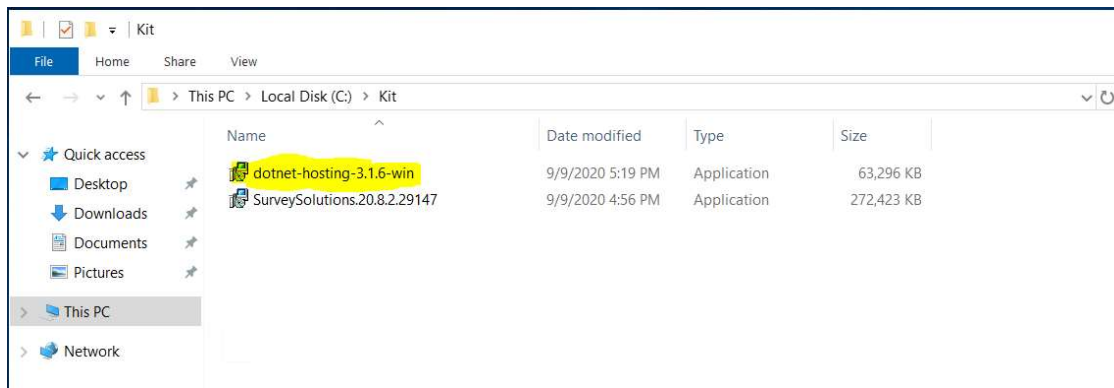 Kit
File Home Share View
This PC > Local Disk (C:) > Kit
Name Date modified Type Size
Quick access
Desktop
Downloads
Documents
Pictures
This PC
Network
dotnet-hosting-3.1.6-win 9/9/2020 5:19 PM Application 63,296 KB
SurveySolutions.20.8.2.29147 9/9/2020 4:56 PM Application 272,423 KB